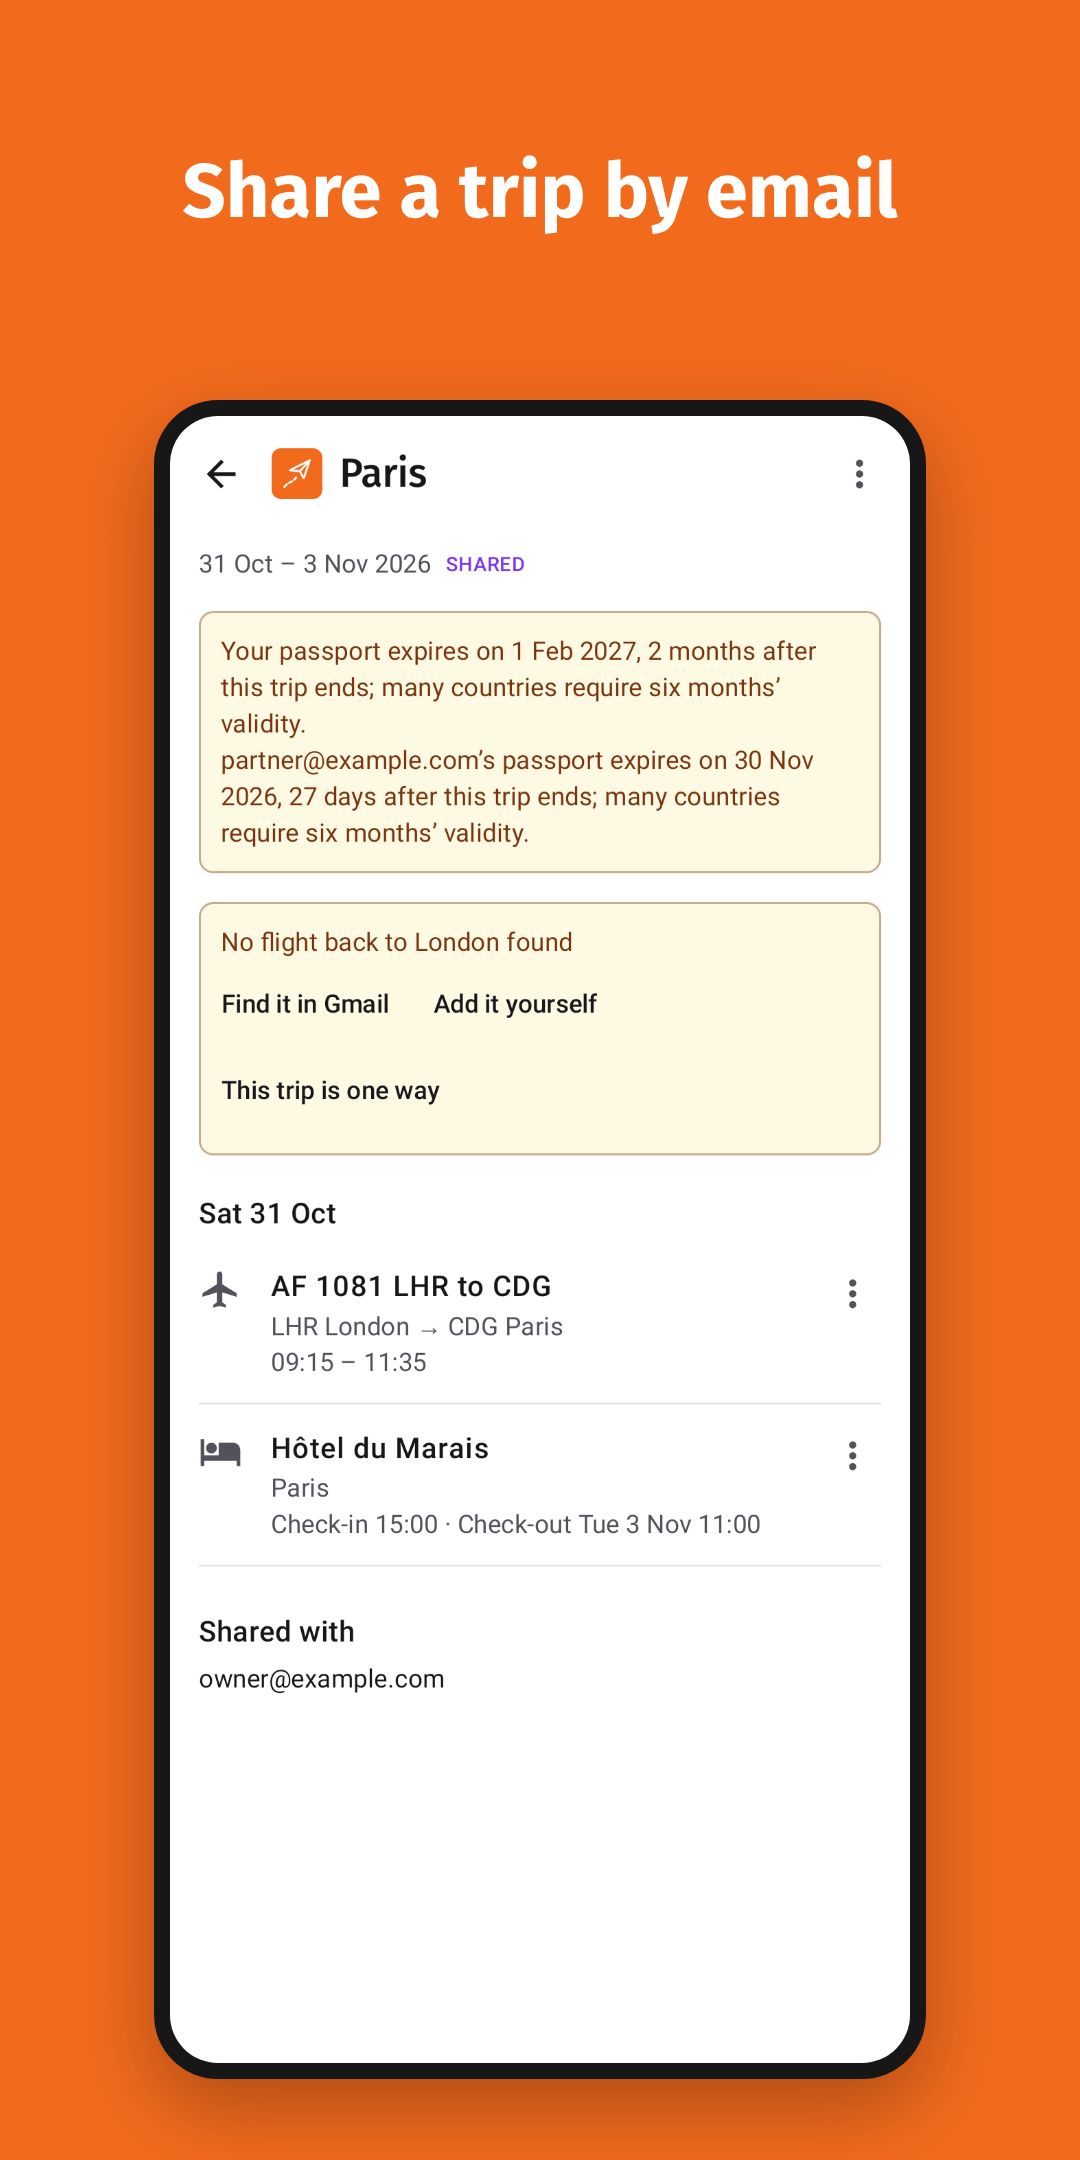 Share a trip by email
Paris
31 Oct – 3 Nov 2026 SHARED
Your passport expires on 1 Feb 2027, 2 months after
this trip ends; many countries require six months’
validity.
partner@example.com’s passport expires on 30 Nov
2026, 27 days after this trip ends; many countries
require six months’ validity.
No flight back to London found
Find it in Gmail Add it yourself
This trip is one way
Sat 31 Oct
AF 1081 LHR to CDG
LHR London → CDG Paris
09:15 – 11:35
Hôtel du Marais
Paris
Check-in 15:00 · Check-out Tue 3 Nov 11:00
Shared with
owner@example.com